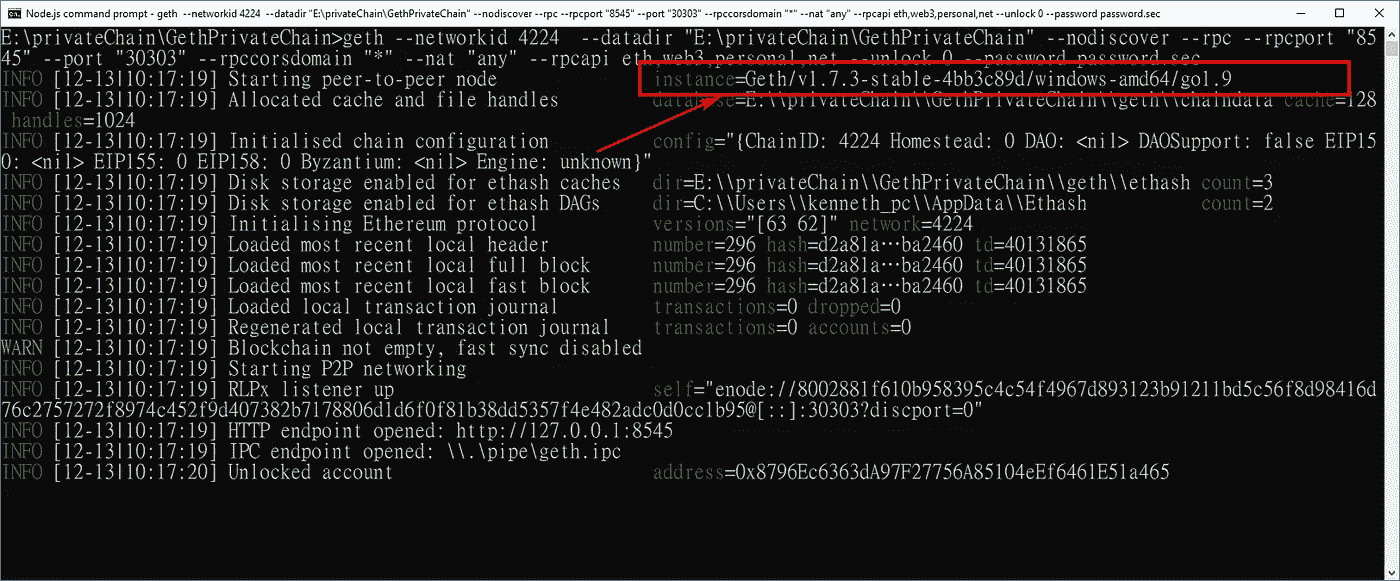 Node.js command prompt - geth --networkid 4224 --datadir "E:\privateChain\GethPrivateChain" --nodiscover --rpc --rpcport "8545" --port "30303" --rpccorsdomain "*" --nat "any" --rpcapi eth,web3,personal,net --unlock 0 --password password.sec
E:\privateChain\GethPrivateChain>geth --networkid 4224  --datadir "E:\privateChain\GethPrivateChain" --nodiscover --rpc --rpcport "85
45" --port "30303" --rpccorsdomain "*" --nat "any" --rpcapi eth,web3,personal,net --unlock 0 --password password.sec
INFO [12-13|10:17:19] Starting peer-to-peer node               instance=Geth/v1.7.3-stable-4bb3c89d/windows-amd64/go1.9
INFO [12-13|10:17:19] Allocated cache and file handles         database=E:\\privateChain\\GethPrivateChain\\geth\\chaindata cache=128
 handles=1024
INFO [12-13|10:17:19] Initialised chain configuration          config="{ChainID: 4224 Homestead: 0 DAO: <nil> DAOSupport: false EIP15
0: <nil> EIP155: 0 EIP158: 0 Byzantium: <nil> Engine: unknown}"
INFO [12-13|10:17:19] Disk storage enabled for ethash caches   dir=E:\\privateChain\\GethPrivateChain\\geth\\ethash count=3
INFO [12-13|10:17:19] Disk storage enabled for ethash DAGs     dir=C:\\Users\\kenneth_pc\\AppData\\Ethash           count=2
INFO [12-13|10:17:19] Initialising Ethereum protocol           versions="[63 62]" network=4224
INFO [12-13|10:17:19] Loaded most recent local header          number=296 hash=d2a81a…ba2460 td=40131865
INFO [12-13|10:17:19] Loaded most recent local full block      number=296 hash=d2a81a…ba2460 td=40131865
INFO [12-13|10:17:19] Loaded most recent local fast block      number=296 hash=d2a81a…ba2460 td=40131865
INFO [12-13|10:17:19] Loaded local transaction journal         transactions=0 dropped=0
INFO [12-13|10:17:19] Regenerated local transaction journal    transactions=0 accounts=0
WARN [12-13|10:17:19] Blockchain not empty, fast sync disabled
INFO [12-13|10:17:19] Starting P2P networking
INFO [12-13|10:17:19] RLPx listener up                         self="enode://8002881f610b958395c4c54f4967d893123b91211bd5c56f8d98416d
76c2757272f8974c452f9d407382b7178806d1d6f0f81b38dd5357f4e482adc0d0cc1b95@[::]:30303?discport=0"
INFO [12-13|10:17:19] HTTP endpoint opened: http://127.0.0.1:8545
INFO [12-13|10:17:19] IPC endpoint opened: \\.\pipe\geth.ipc
INFO [12-13|10:17:20] Unlocked account                         address=0x8796Ec6363dA97F27756A85104eEf6461E51a465